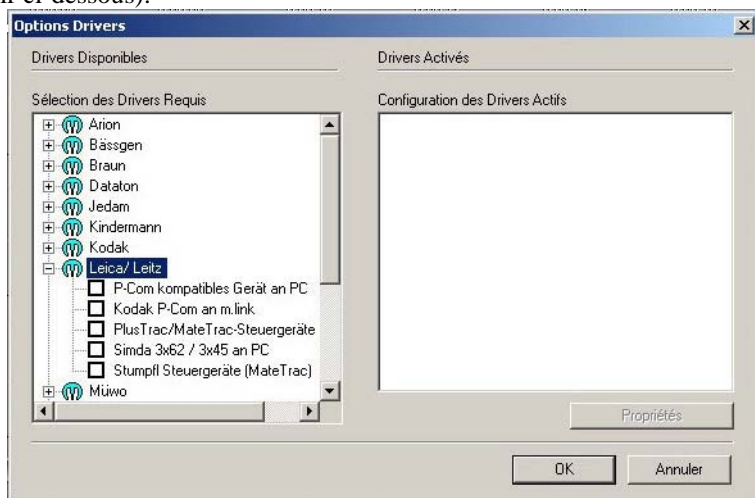 dessous).
Options Drivers
Drivers Disponibles
Drivers Activés
Sélection des Drivers Requis
Configuration des Drivers Actifs
Arion
Bässgen
Braun
Dataton
Jedam
Kindermann
Kodak
Leica/ Leitz
P-Com kompatibles Gerät an PC
Kodak P-Com an m.link
PlusTrac/MateTrac-Steuergeräte
Simda 3x62 / 3x45 an PC
Stumpfl Steuergeräte (MateTrac)
Müwo
Propriétés
OK
Annuler